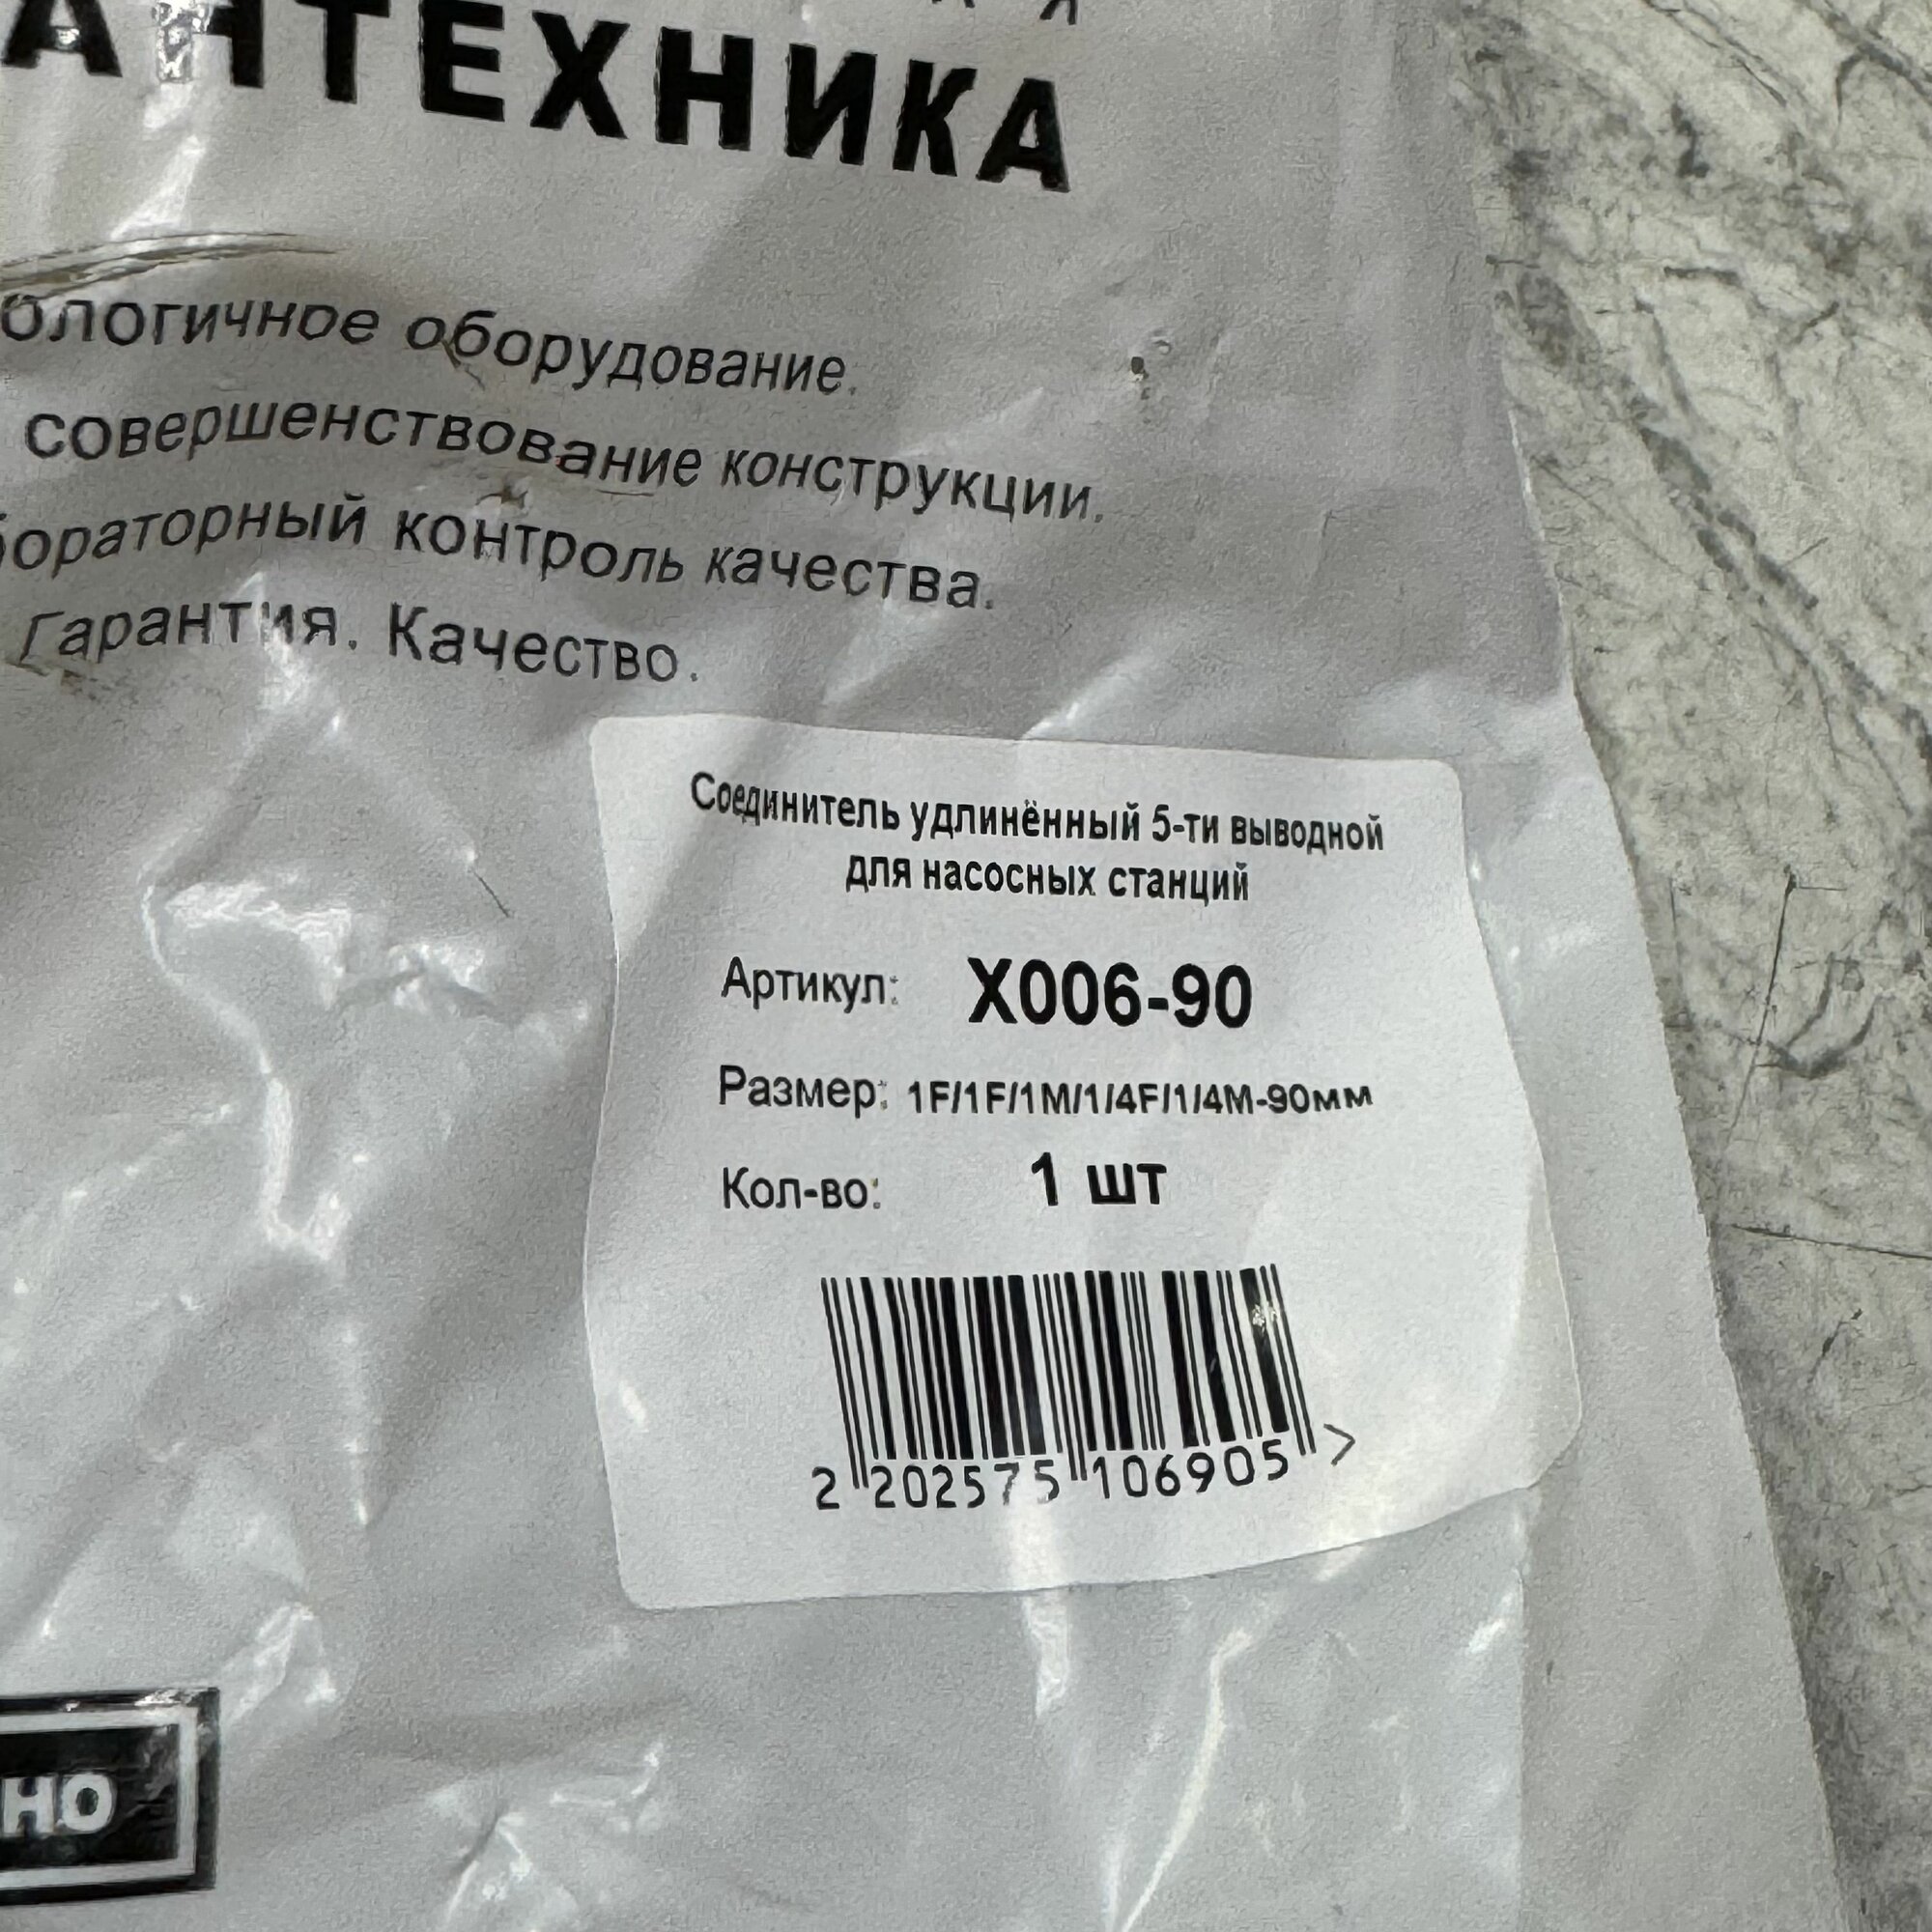 АНТЕХНИКА
ологичное оборудование.
совершенствование конструкции.
бораторный контроль качества.
Гарантия. Качество.
Соединитель удлинённый 5-ти выводной
для насосных станций
Артикул: X006-90
Размер: 1F/1F/1M/1/4F/1/4M-90мм
Кол-во: 1 шт
2 202575 106905 >
НО